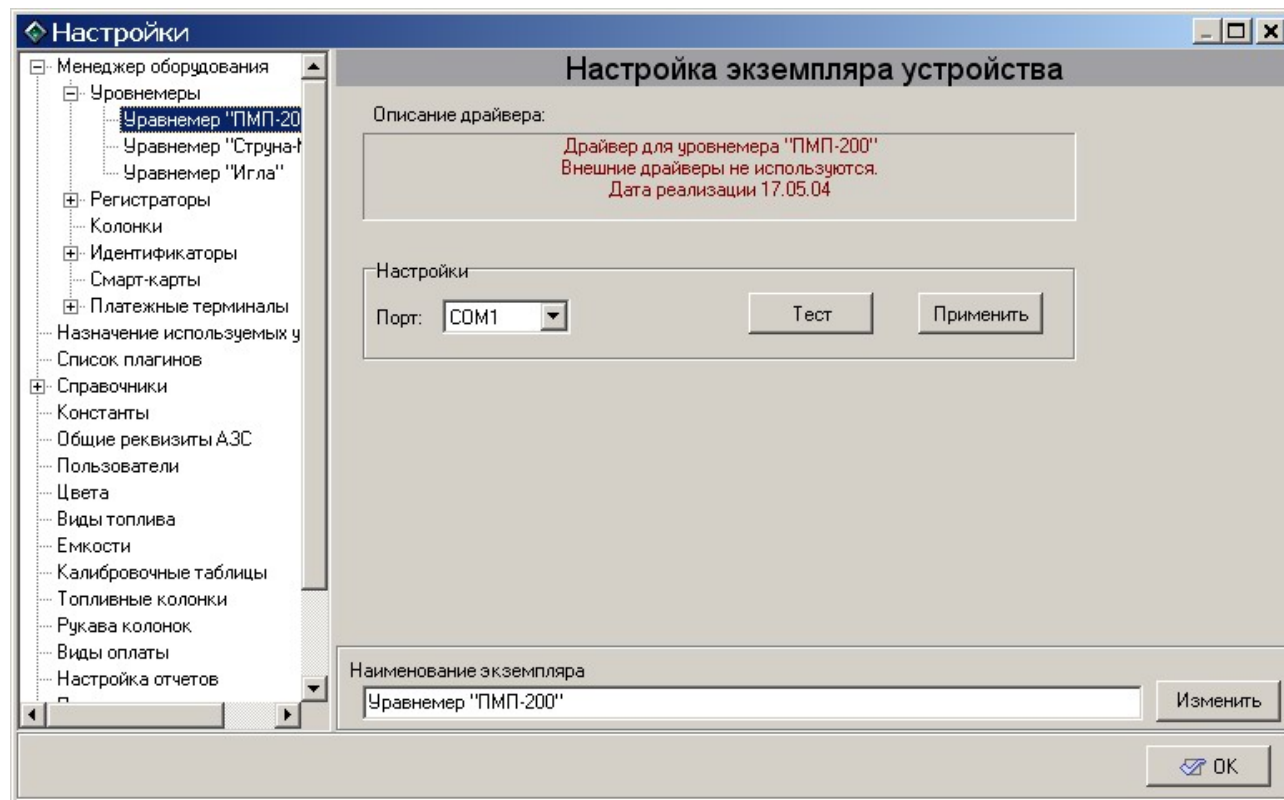 Настройки
Менеджер оборудования
Уровнемеры
Уравнемер "ПМП-20
Уравнемер "Струна-
Уравнемер "Игла"
Регистраторы
Колонки
Идентификаторы
Смарт-карты
Платежные терминалы
Назначение используемых у
Список плагинов
Справочники
Константы
Общие реквизиты АЗС
Пользователи
Цвета
Виды топлива
Емкости
Калибровочные таблицы
Топливные колонки
Рукава колонок
Виды оплаты
Настройка отчетов
Настройка экземпляра устройства
Описание драйвера:
Драйвер для уровнемера "ПМП-200"
Внешние драйверы не используются.
Дата реализации 17.05.04
Настройки
Порт: COM1 Тест Применить
Наименование экземпляра
Уравнемер "ПМП-200" Изменить
OK